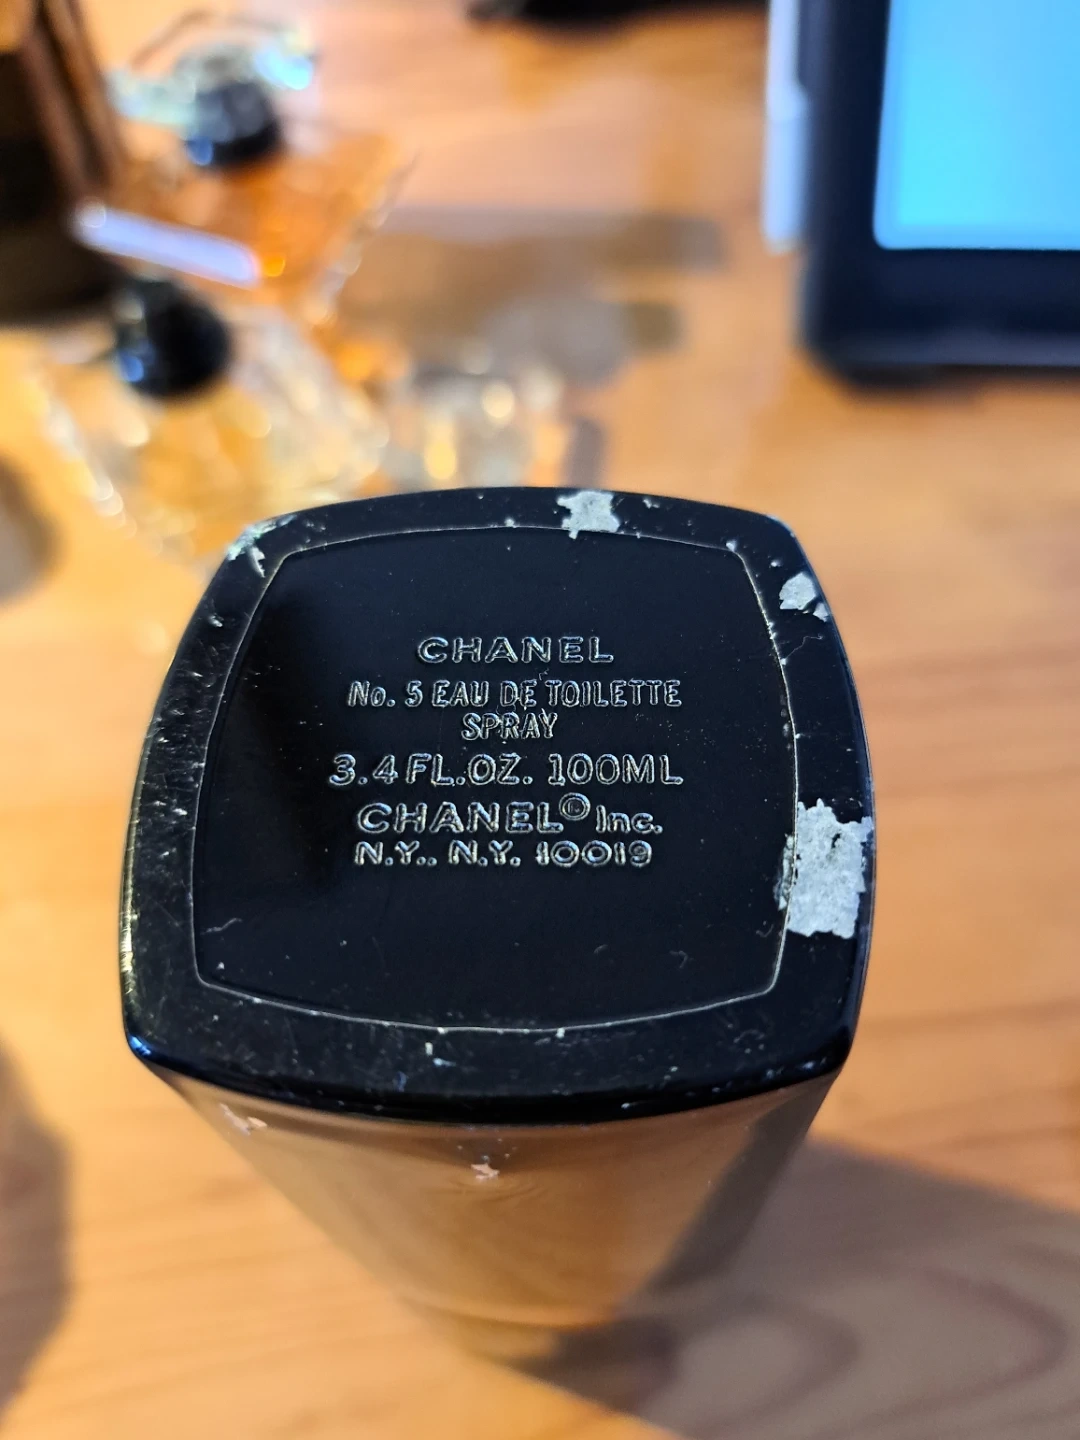 CHANEL
No. 5 EAU DE TOILETTE
SPRAY
3.4 FL.OZ. 100ML
CHANEL® Inc.
N.Y.. N.Y. 10019